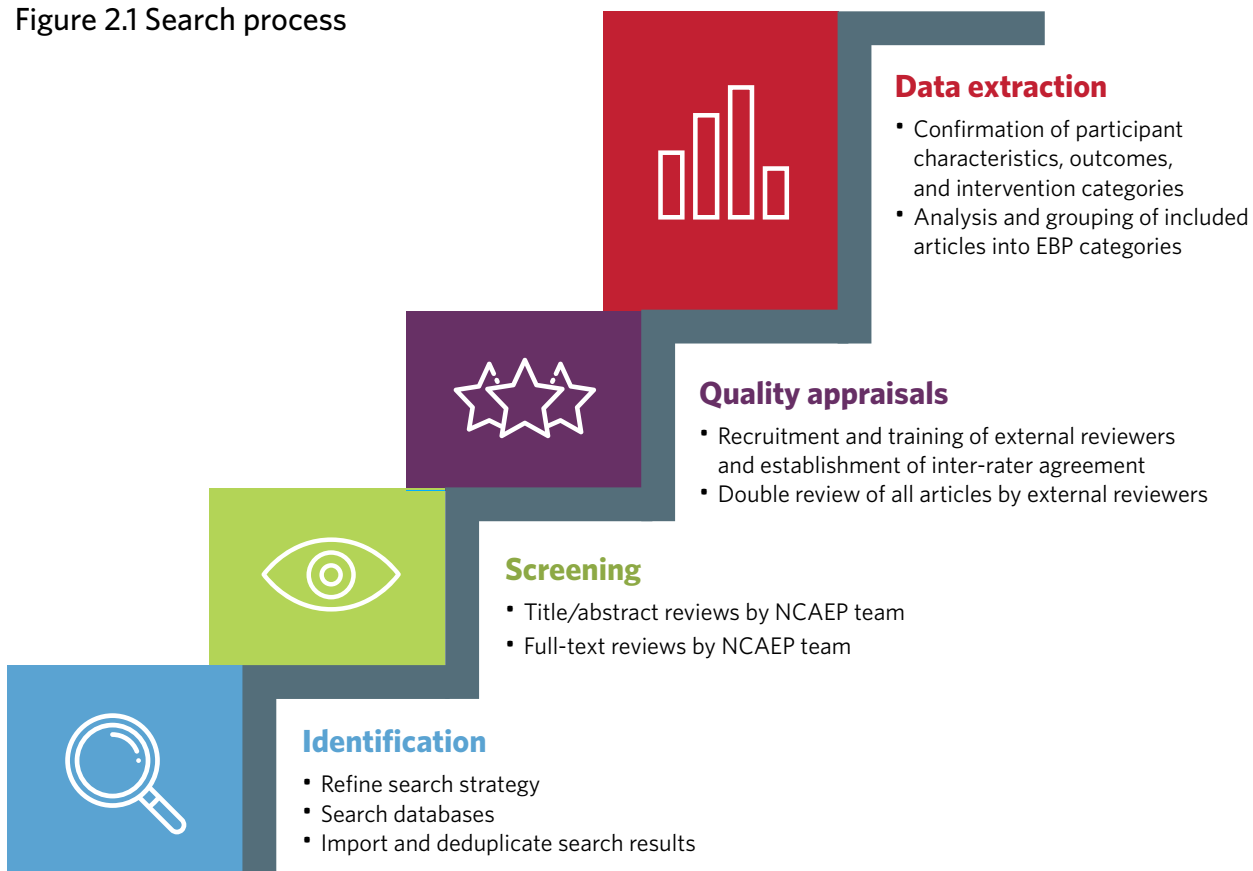 Figure 2.1 Search process
Data extraction
• Confirmation of participant
characteristics, outcomes,
and intervention categories
• Analysis and grouping of included
articles into EBP categories
Quality appraisals
• Recruitment and training of external reviewers
and establishment of inter-rater agreement
• Double review of all articles by external reviewers
Screening
• Title/abstract reviews by NCAEP team
• Full-text reviews by NCAEP team
Identification
• Refine search strategy
• Search databases
• Import and deduplicate search results